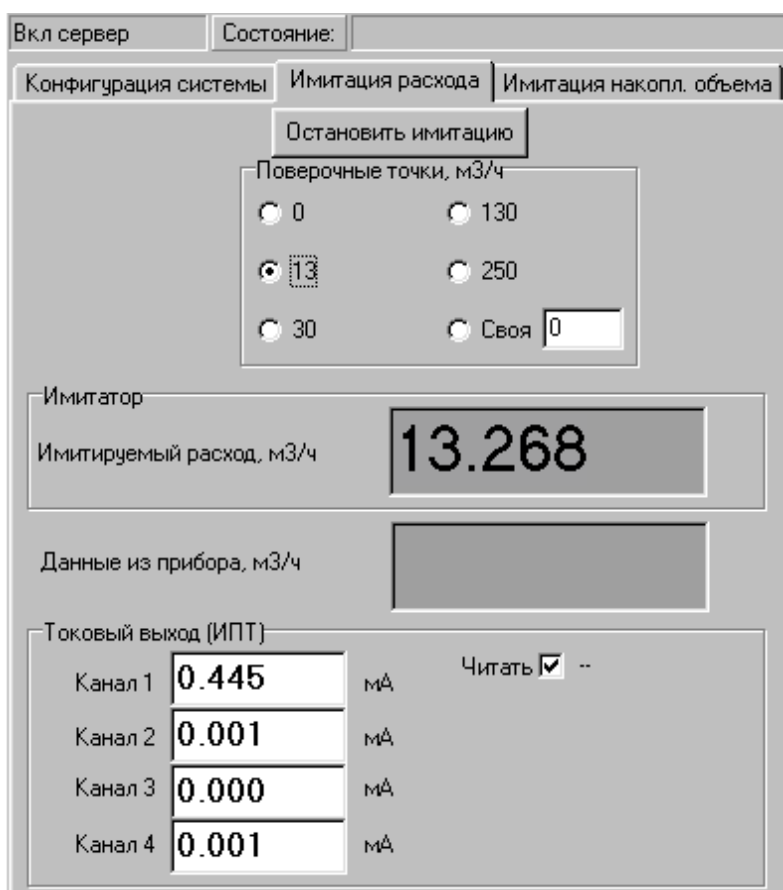 Вкл сервер Состояние:
Конфигурация системы Имитация расхода Имитация накопл. объема
Остановить имитацию
Поверочные точки, м3/ч
0 130
13 250
30 Своя 0
Имитатор
Имитируемый расход, м3/ч 13.268
Данные из прибора, м3/ч
Токовый выход (ИПТ)
Канал 1 0.445 мА Читать --
Канал 2 0.001 мА
Канал 3 0.000 мА
Канал 4 0.001 мА